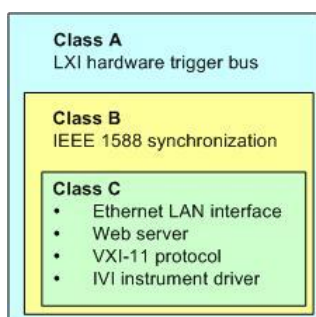 Class A
LXI hardware trigger bus
Class B
IEEE 1588 synchronization
Class C
• Ethernet LAN interface
• Web server
• VXI-11 protocol
• IVI instrument driver